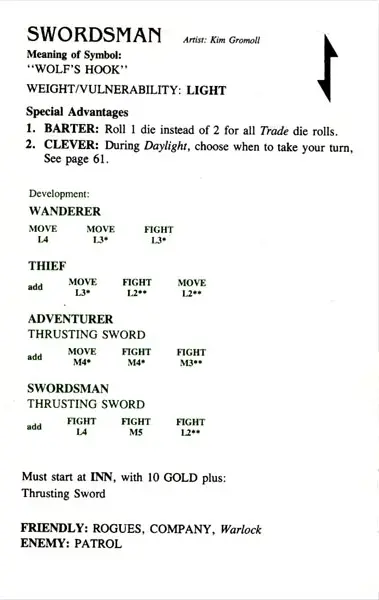 SWORDSMAN Artist: Kim Gromoll
Meaning of Symbol:
"WOLF'S HOOK"
WEIGHT/VULNERABILITY: LIGHT
Special Advantages
1. BARTER: Roll 1 die instead of 2 for all Trade die rolls.
2. CLEVER: During Daylight, choose when to take your turn,
See page 61.
Development:
WANDERER
MOVE MOVE FIGHT
L4 L3* L3*
THIEF
add MOVE FIGHT MOVE
L3* L2** L2**
ADVENTURER
THRUSTING SWORD
add MOVE FIGHT FIGHT
M4* M4* M3**
SWORDSMAN
THRUSTING SWORD
add FIGHT FIGHT FIGHT
L4 M5 L2**
Must start at INN, with 10 GOLD plus:
Thrusting Sword
FRIENDLY: ROGUES, COMPANY, Warlock
ENEMY: PATROL